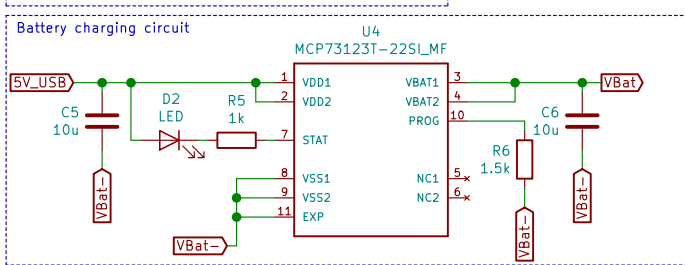 Battery charging circuit
U4
MCP73123T-22SI_MF
5V_USB
C5
10u
VBat-
D2
LED
R5
1k
1 VDD1
2 VDD2
7 STAT
8 VSS1
9 VSS2
11 EXP
VBat-
VBAT1 3
VBAT2 4
PROG 10
NC1 5
NC2 6
R6
1.5k
VBat-
C6
10u
VBat-
VBat